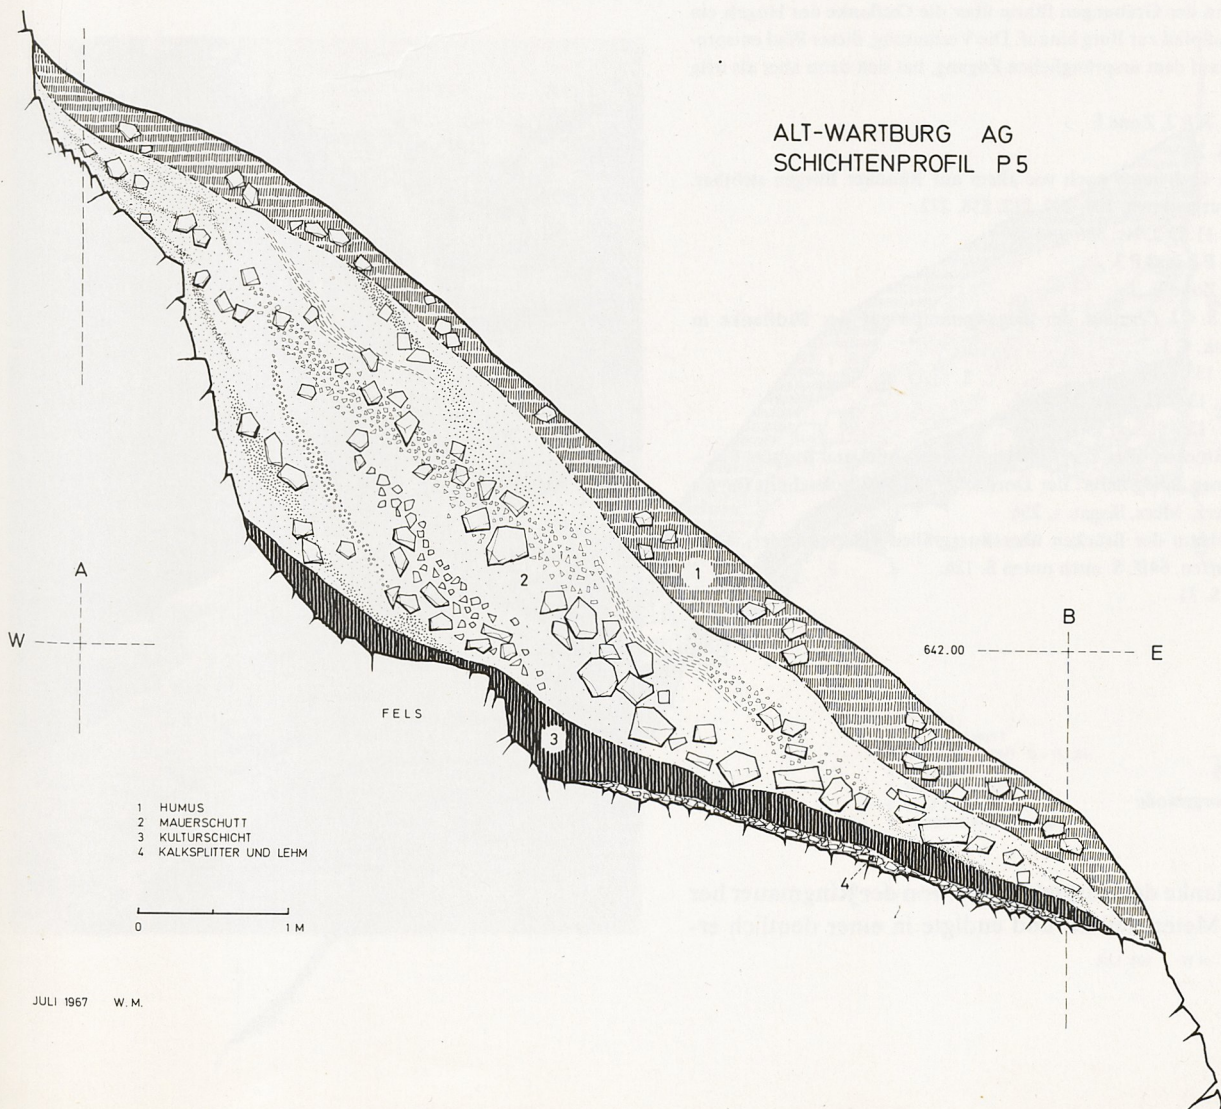 ALT-WARTBURG AG
SCHICHTENPROFIL P 5
1
2
A
B
W
642.00
E
FELS
3
1 HUMUS
2 MAUERSCHUTT
3 KULTURSCHICHT
4 KALKSPLITTER UND LEHM
4
0 1 M
JULI 1967 W. M.